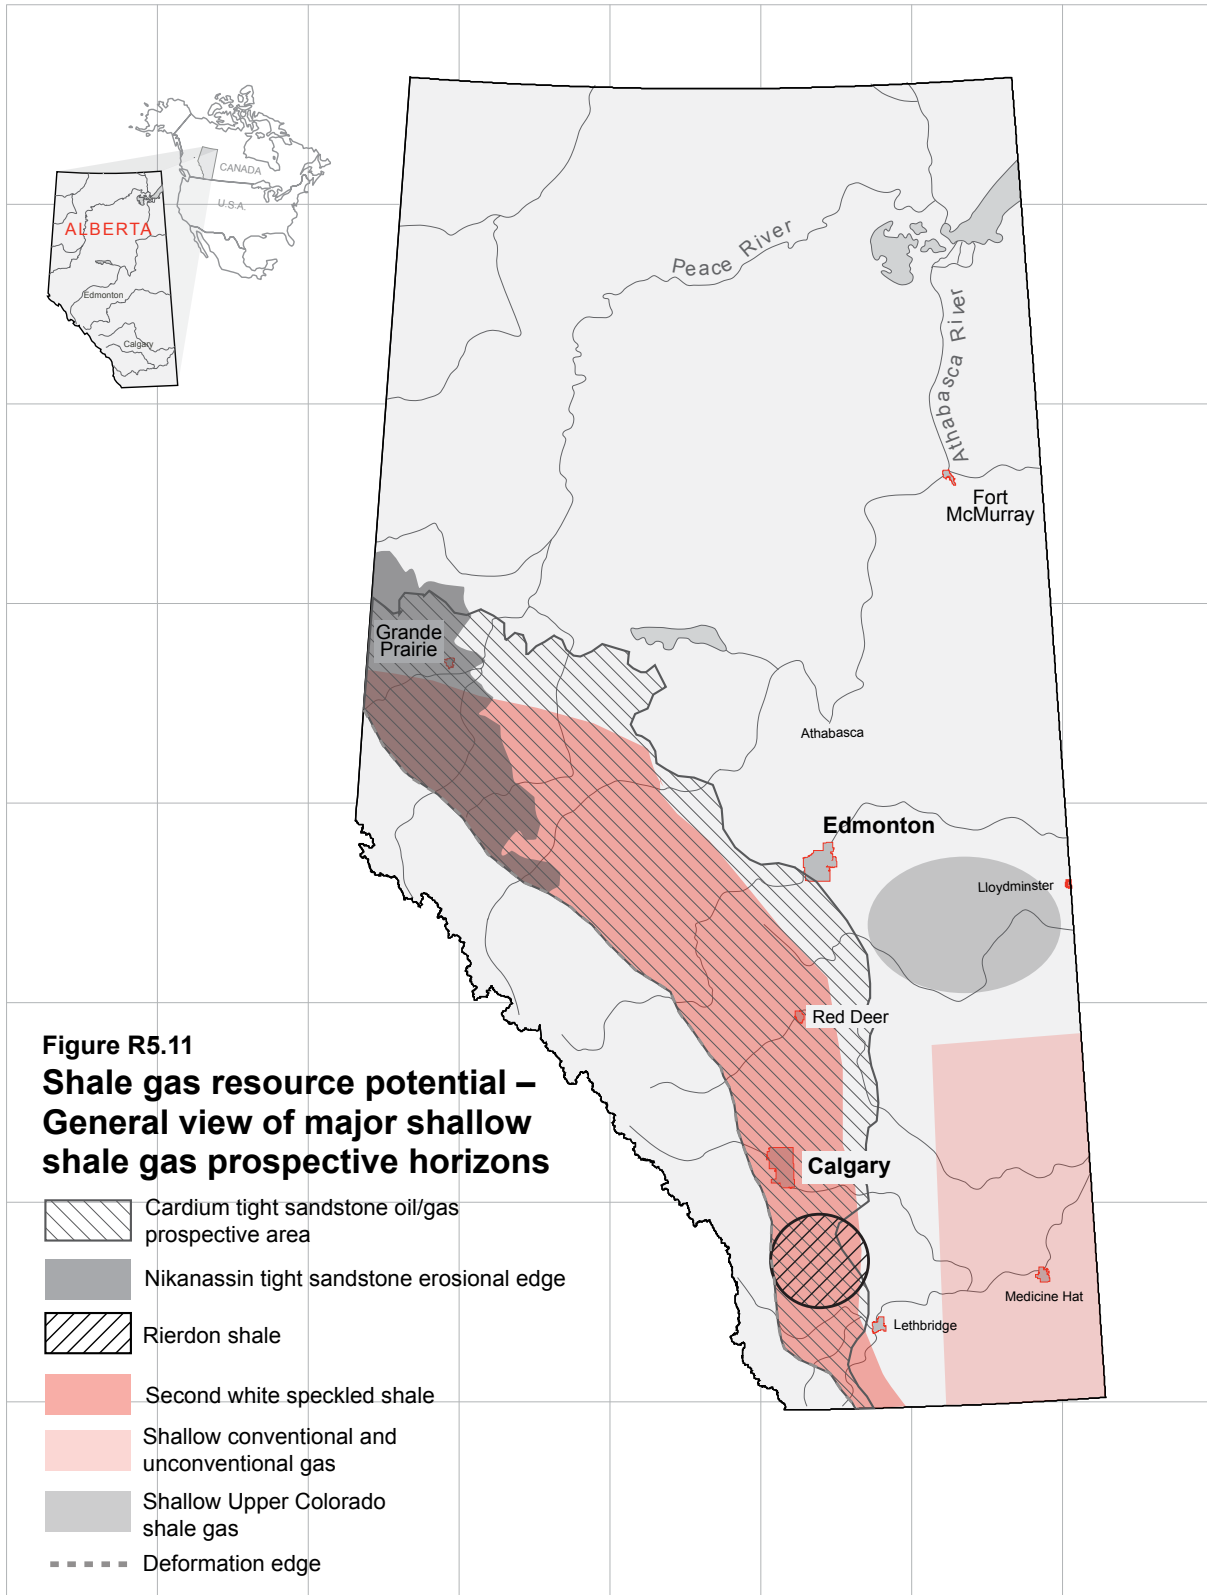 CANADA
U.S.A.
ALBERTA
Edmonton
Calgary
Peace River
Athabasca River
Fort
McMurray
Grande
Prairie
Athabasca
Edmonton
Lloydminster
Red Deer
Calgary
Medicine Hat
Lethbridge
Figure R5.11
Shale gas resource potential –
General view of major shallow
shale gas prospective horizons
Cardium tight sandstone oil/gas
prospective area
Nikanassin tight sandstone erosional edge
Rierdon shale
Second white speckled shale
Shallow conventional and
unconventional gas
Shallow Upper Colorado
shale gas
Deformation edge